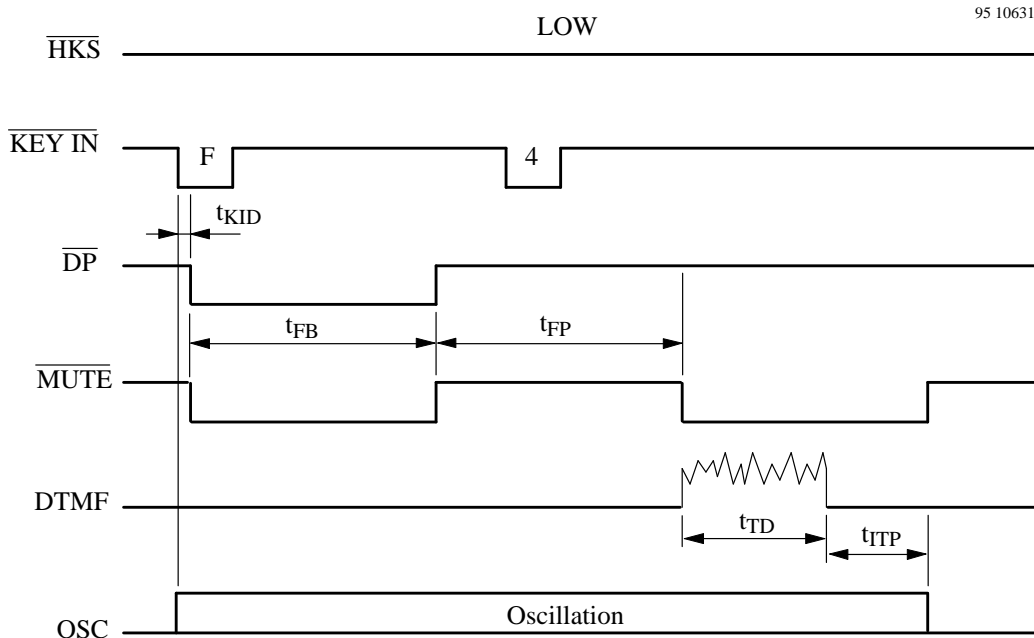 95 10631
HKS LOW
KEY IN F 4
tKID
DP
tFB tFP
MUTE
DTMF
tTD tITP
OSC Oscillation